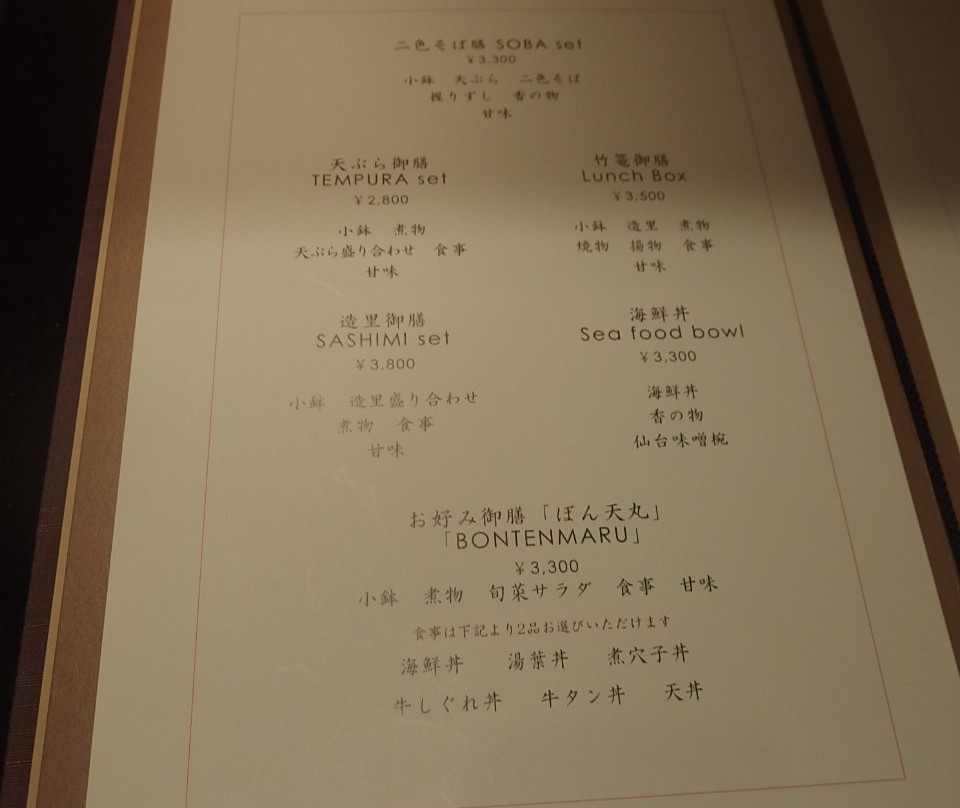 二色そば膳 SOBA set
¥3,300
小鉢 天ぷら 二色そば
握りずし 香の物
甘味
天ぷら御膳
TEMPURA set
¥2,800
小鉢 煮物
天ぷら盛り合わせ 食事
甘味
竹篭御膳
Lunch Box
¥3,500
小鉢 造里 煮物
焼物 揚物 食事
甘味
造里御膳
SASHIMI set
¥3,800
小鉢 造里盛り合わせ
煮物 食事
甘味
海鮮丼
Sea food bowl
¥3,300
海鮮丼
香の物
仙台味噌椀
お好み御膳「ぼん天丸」
「BONTENMARU」
¥3,300
小鉢 煮物 旬菜サラダ 食事 甘味
食事は下記より2品お選びいただけます
海鮮丼 湯葉丼 煮穴子丼
牛しぐれ丼 牛タン丼 天丼